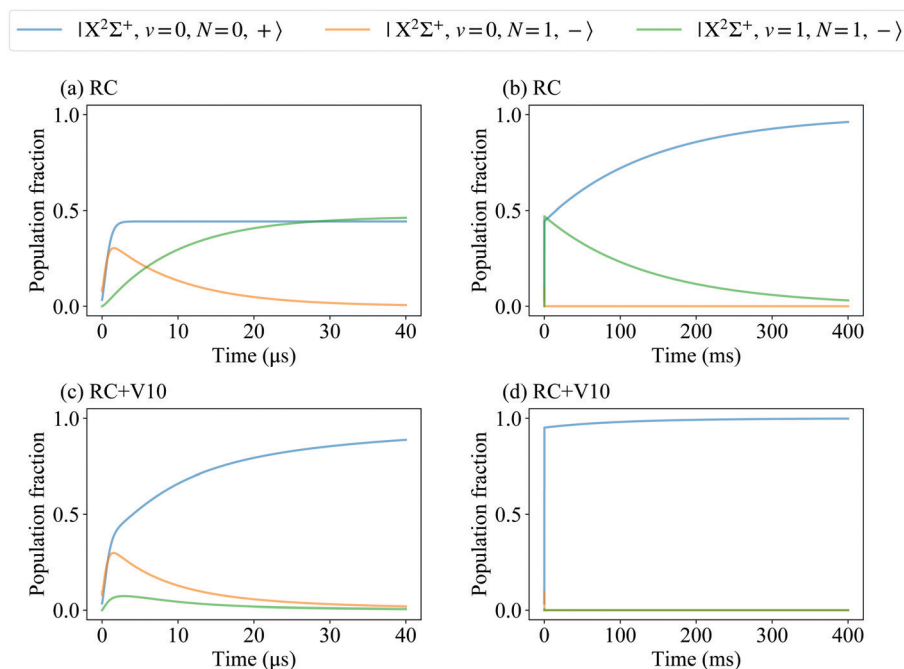 |X²Σ⁺, v=0, N=0, +⟩ |X²Σ⁺, v=0, N=1, −⟩ |X²Σ⁺, v=1, N=1, −⟩
(a) RC
1.0
0.5
0.0
Population fraction
0 10 20 30 40
Time (μs)
(b) RC
1.0
0.5
0.0
Population fraction
0 100 200 300 400
Time (ms)
(c) RC+V10
1.0
0.5
0.0
Population fraction
0 10 20 30 40
Time (μs)
(d) RC+V10
1.0
0.5
0.0
Population fraction
0 100 200 300 400
Time (ms)